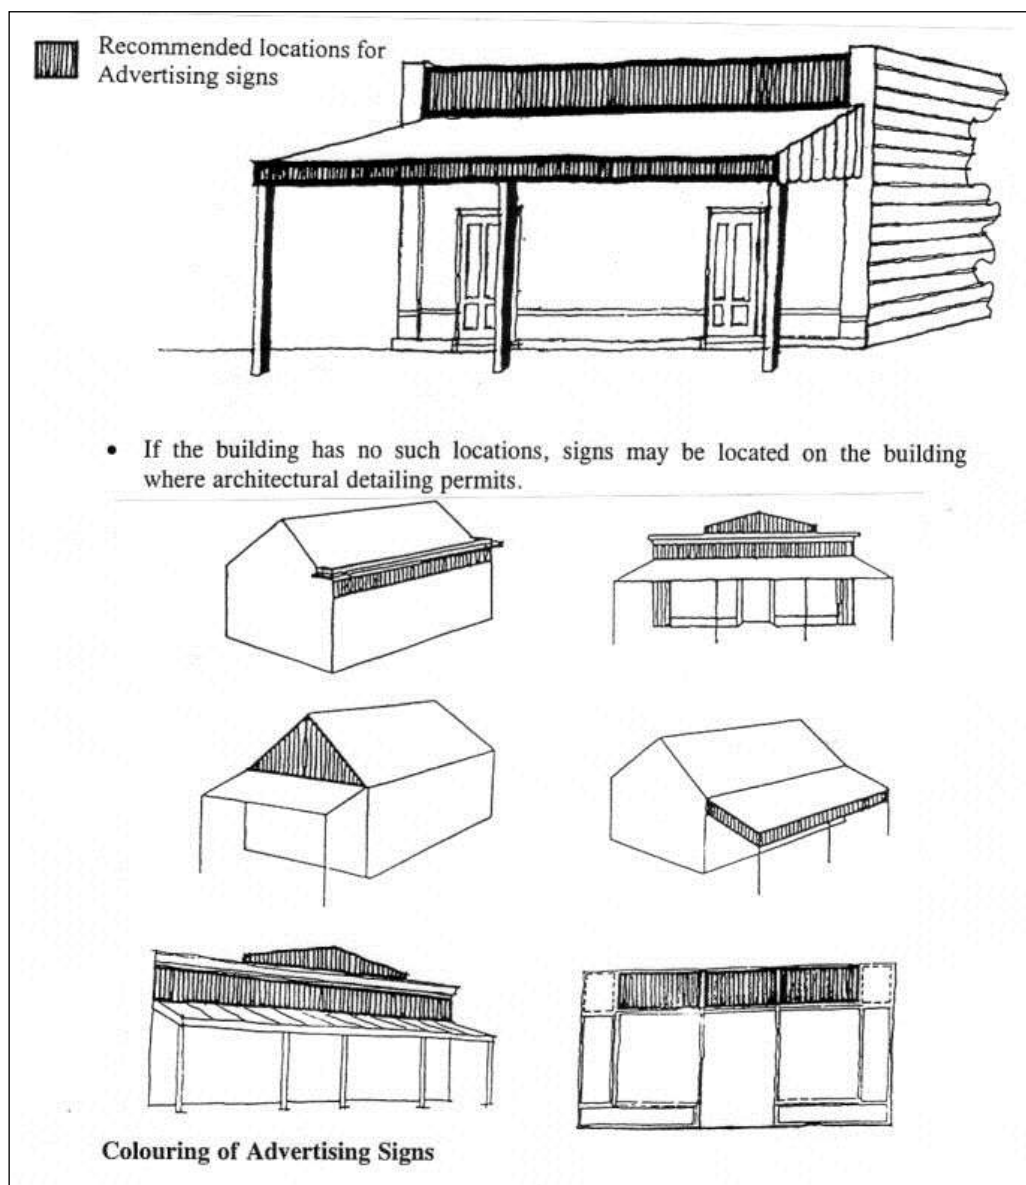 Recommended locations for
Advertising signs
• If the building has no such locations, signs may be located on the building
where architectural detailing permits.
Colouring of Advertising Signs